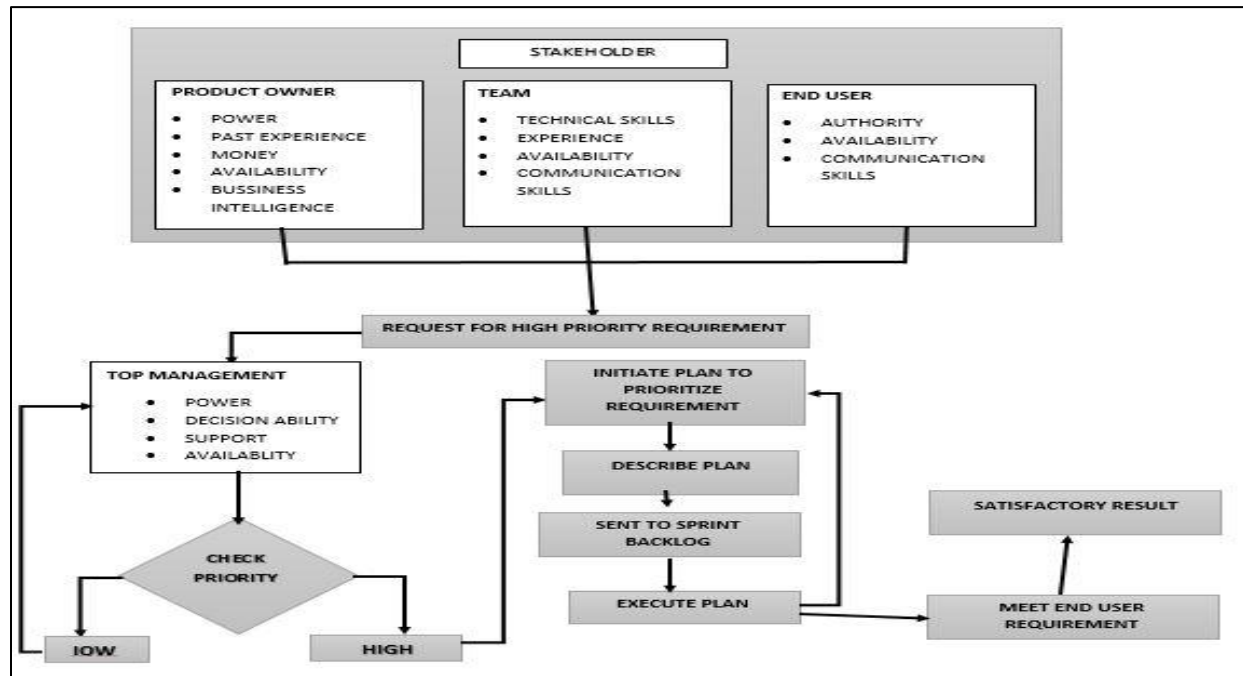 STAKEHOLDER
PRODUCT OWNER
• POWER
• PAST EXPERIENCE
• MONEY
• AVAILABILITY
• BUSSINESS
INTELLIGENCE
TEAM
• TECHNICAL SKILLS
• EXPERIENCE
• AVAILABILITY
• COMMUNICATION
SKILLS
END USER
• AUTHORITY
• AVAILABILITY
• COMMUNICATION
SKILLS
REQUEST FOR HIGH PRIORITY REQUIREMENT
TOP MANAGEMENT
• POWER
• DECISION ABILITY
• SUPPORT
• AVAILABLITY
CHECK
PRIORITY
lOW
HIGH
INITIATE PLAN TO
PRIORITIZE
REQUIREMENT
DESCRIBE PLAN
SENT TO SPRINT
BACKLOG
EXECUTE PLAN
MEET END USER
REQUIREMENT
SATISFACTORY RESULT